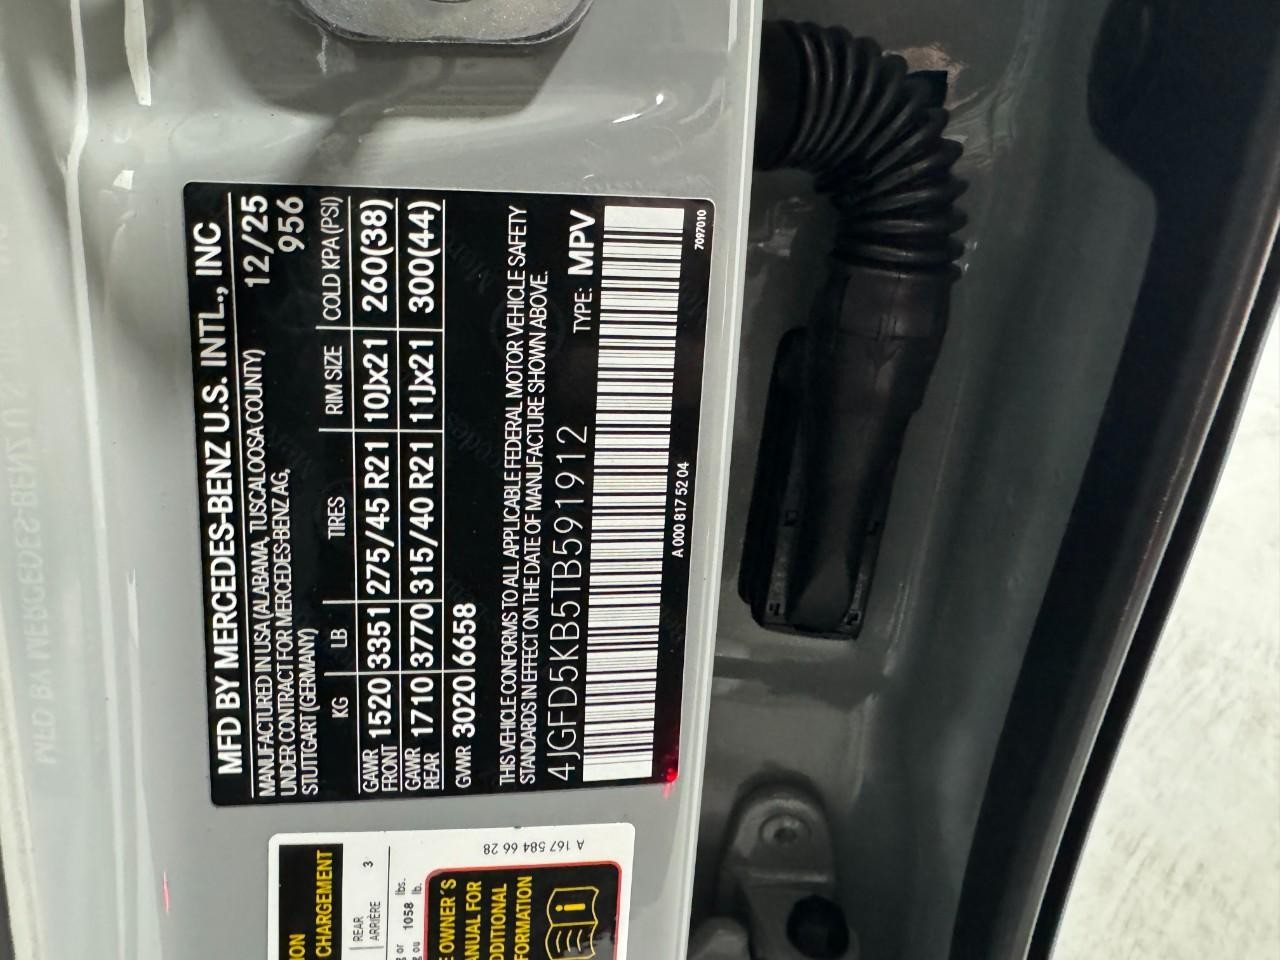 MFD BY MERCEDES-BENZ U.S. INTL., INC
MANUFACTURED IN USA (ALABAMA, TUSCALOOSA COUNTY) 12/25
UNDER CONTRACT FOR MERCEDES-BENZ AG, 956
STUTTGART (GERMANY)
KG LB TIRES RIM SIZE COLD KPA (PSI)
GAWR FRONT 1520 3351 275/45 R21 10Jx21 260(38)
GAWR REAR 1710 3770 315/40 R21 11Jx21 300(44)
GVWR 3020 6658
THIS VEHICLE CONFORMS TO ALL APPLICABLE FEDERAL MOTOR VEHICLE SAFETY
STANDARDS IN EFFECT ON THE DATE OF MANUFACTURE SHOWN ABOVE.
4JGFD5KB5TB591912 TYPE: MPV
A 000 817 52 04 7097010
A 167 584 66 28
CHARGEMENT
REAR
ARRIÈRE 3
or 1058 lbs.
ou lb.
OWNER'S
FOR